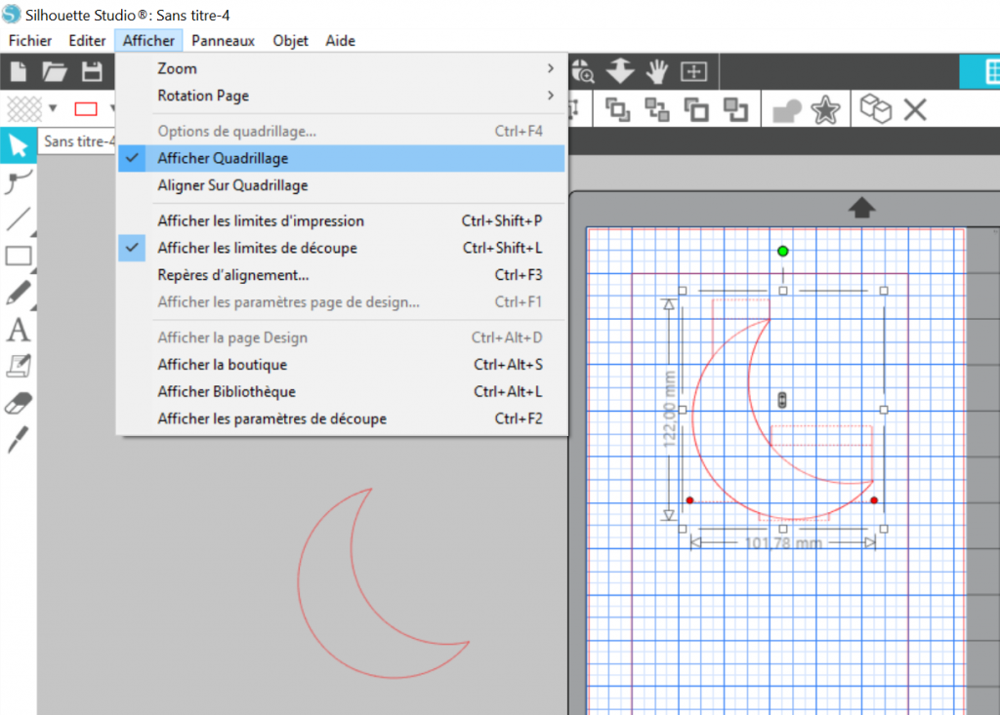 Silhouette Studio®: Sans titre-4
Fichier Editer Afficher Panneaux Objet Aide
Zoom
Rotation Page
Options de quadrillage... Ctrl+F4
Sans titre-4
Afficher Quadrillage
Aligner Sur Quadrillage
Afficher les limites d'impression Ctrl+Shift+P
Afficher les limites de découpe Ctrl+Shift+L
Repères d'alignement... Ctrl+F3
Afficher les paramètres page de design... Ctrl+F1
Afficher la page Design Ctrl+Alt+D
Afficher la boutique Ctrl+Alt+S
Afficher Bibliothèque Ctrl+Alt+L
Afficher les paramètres de découpe Ctrl+F2
122,00 mm
101,78 mm